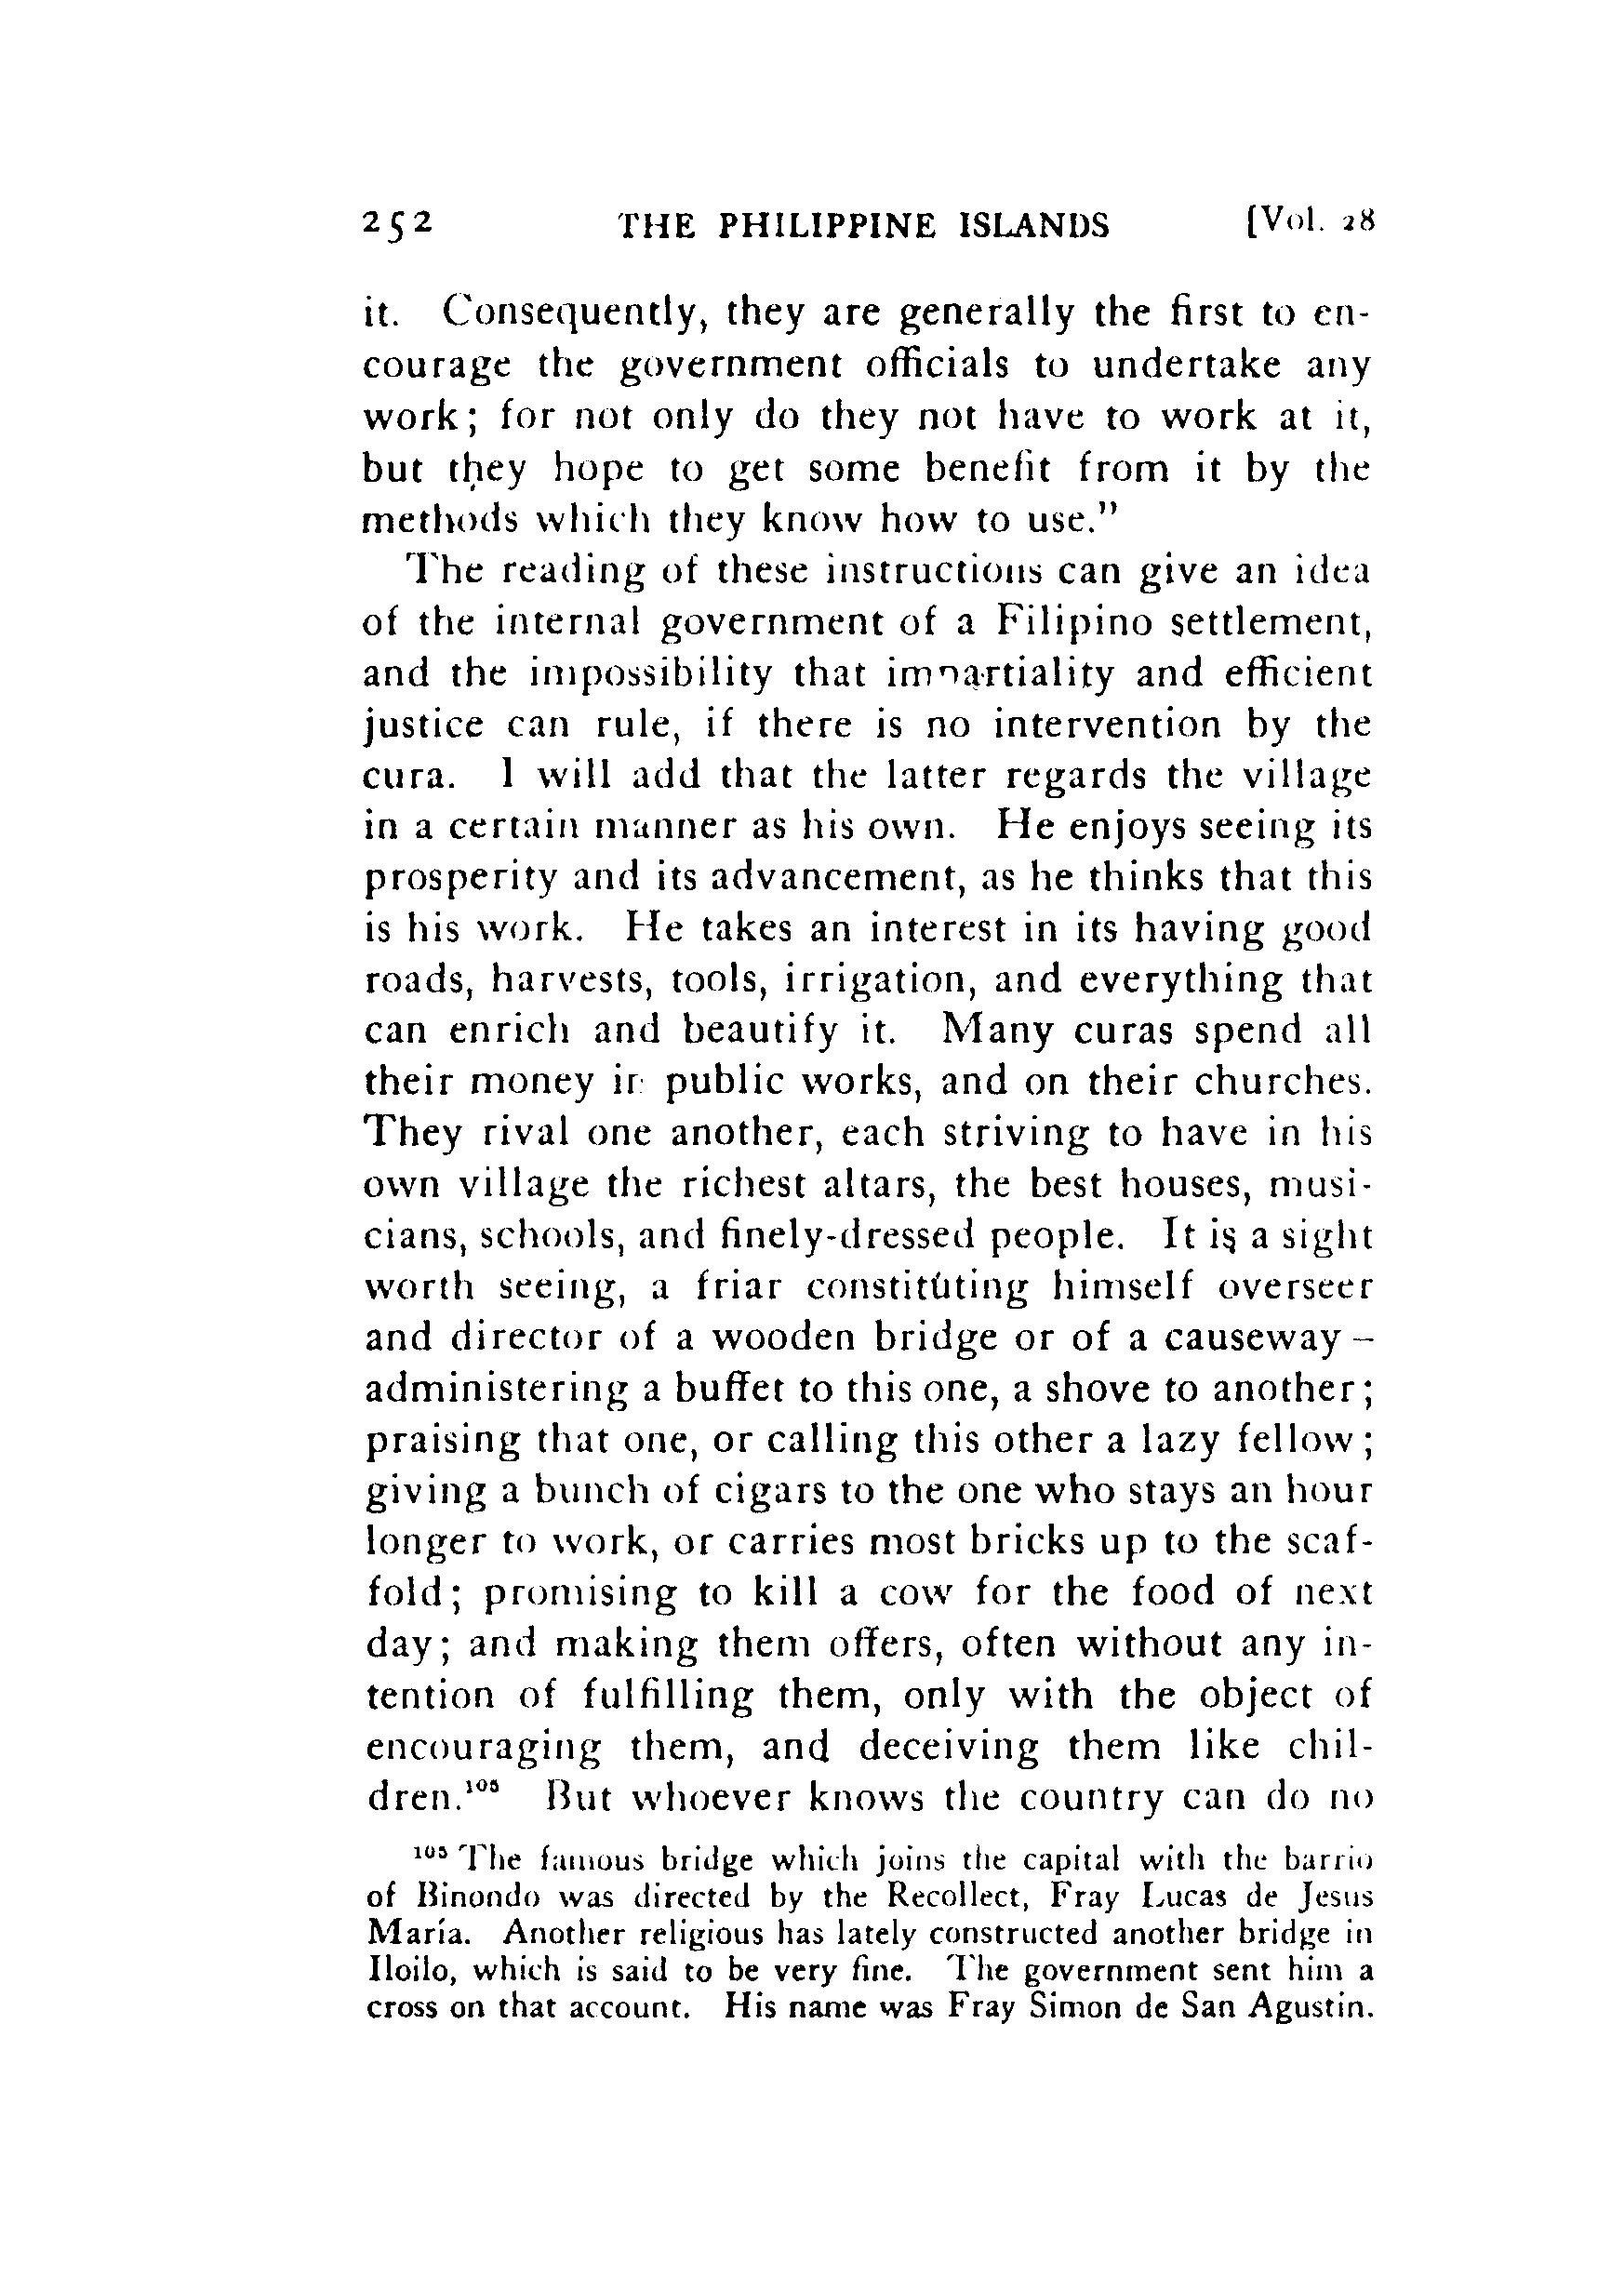 252 THE PHILIPPINE ISLANDS [Vol. 28
it. Consequently, they are generally the first to en-
courage the government officials to undertake any
work; for not only do they not have to work at it,
but they hope to get some benefit from it by the
methods which they know how to use."
The reading of these instructions can give an idea
of the internal government of a Filipino settlement,
and the impossibility that impartiality and efficient
justice can rule, if there is no intervention by the
cura. I will add that the latter regards the village
in a certain manner as his own. He enjoys seeing its
prosperity and its advancement, as he thinks that this
is his work. He takes an interest in its having good
roads, harvests, tools, irrigation, and everything that
can enrich and beautify it. Many curas spend all
their money in public works, and on their churches.
They rival one another, each striving to have in his
own village the richest altars, the best houses, musi-
cians, schools, and finely-dressed people. It is a sight
worth seeing, a friar constituting himself overseer
and director of a wooden bridge or of a causeway –
administering a buffet to this one, a shove to another;
praising that one, or calling this other a lazy fellow;
giving a bunch of cigars to the one who stays an hour
longer to work, or carries most bricks up to the scaf-
fold; promising to kill a cow for the food of next
day; and making them offers, often without any in-
tention of fulfilling them, only with the object of
encouraging them, and deceiving them like chil-
dren.¹⁰⁵ But whoever knows the country can do no
¹⁰⁵ The famous bridge which joins the capital with the barrio
of Binondo was directed by the Recollect, Fray Lucas de Jesus
María. Another religious has lately constructed another bridge in
Iloilo, which is said to be very fine. The government sent him a
cross on that account. His name was Fray Simon de San Agustin.